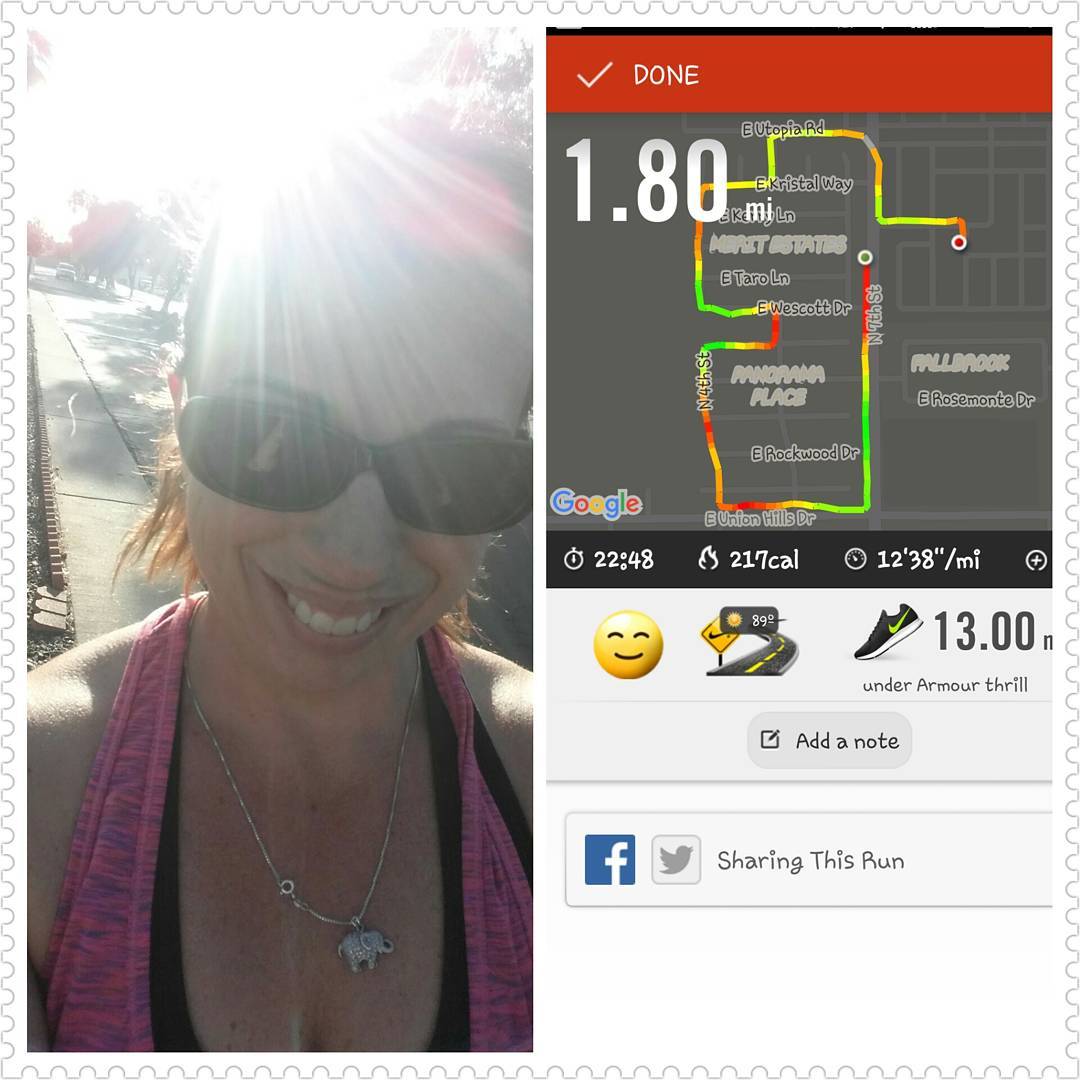 DONE
1.80 mi
E Utopia Rd
E Kristal Way
E Kerry Ln
MERIT ESTATES
E Taro Ln
E Wescott Dr
N 7th St
N 4th St
PANORAMA
PLACE
FALLBROOK
E Rosemonte Dr
E Rockwood Dr
Google
E Union Hills Dr
22:48
217cal
12'38"/mi
89º
13.00
under Armour thrill
Add a note
Sharing This Run